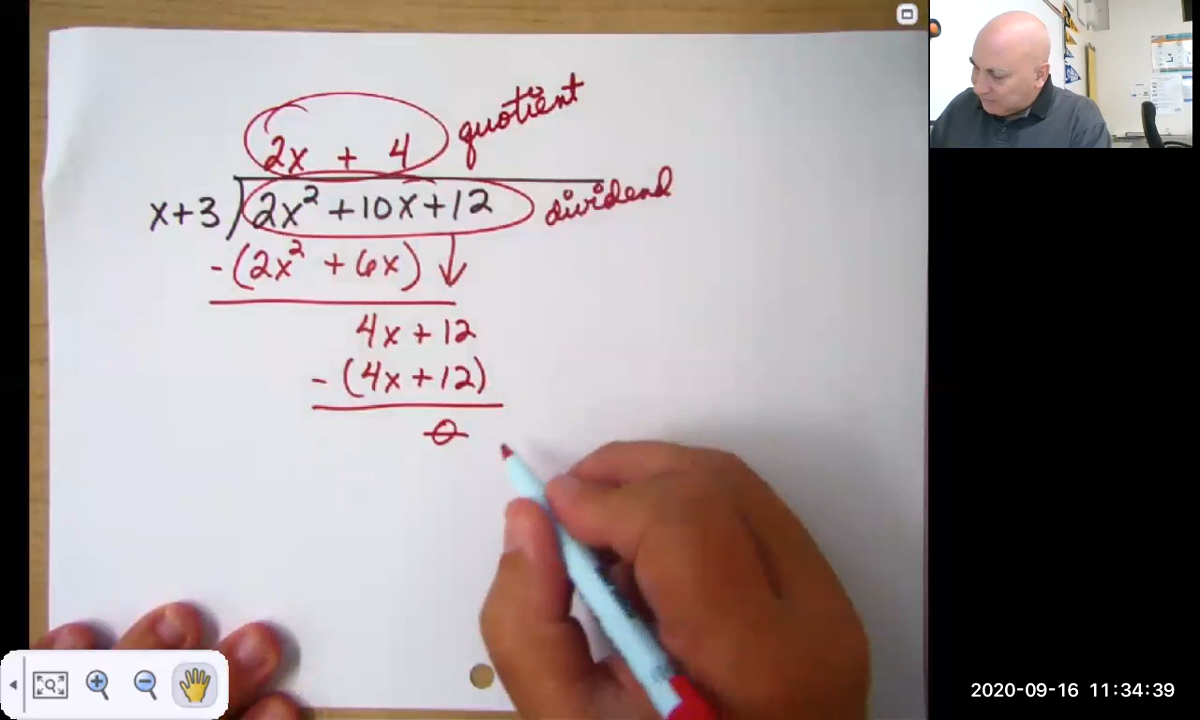 2x + 4 quotient
x+3 ) 2x² +10x+12 dividend
-(2x² + 6x) ↓
4x + 12
- (4x + 12)
0
2020-09-16 11:34:39